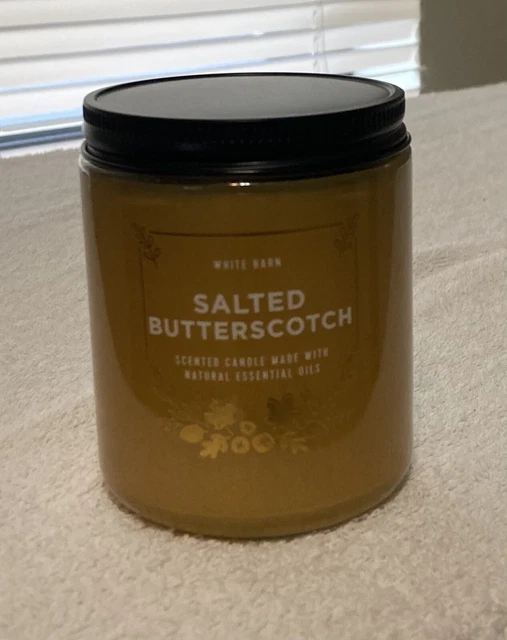 WHITE BARN
SALTED
BUTTERSCOTCH
SCENTED CANDLE MADE WITH
NATURAL ESSENTIAL OILS